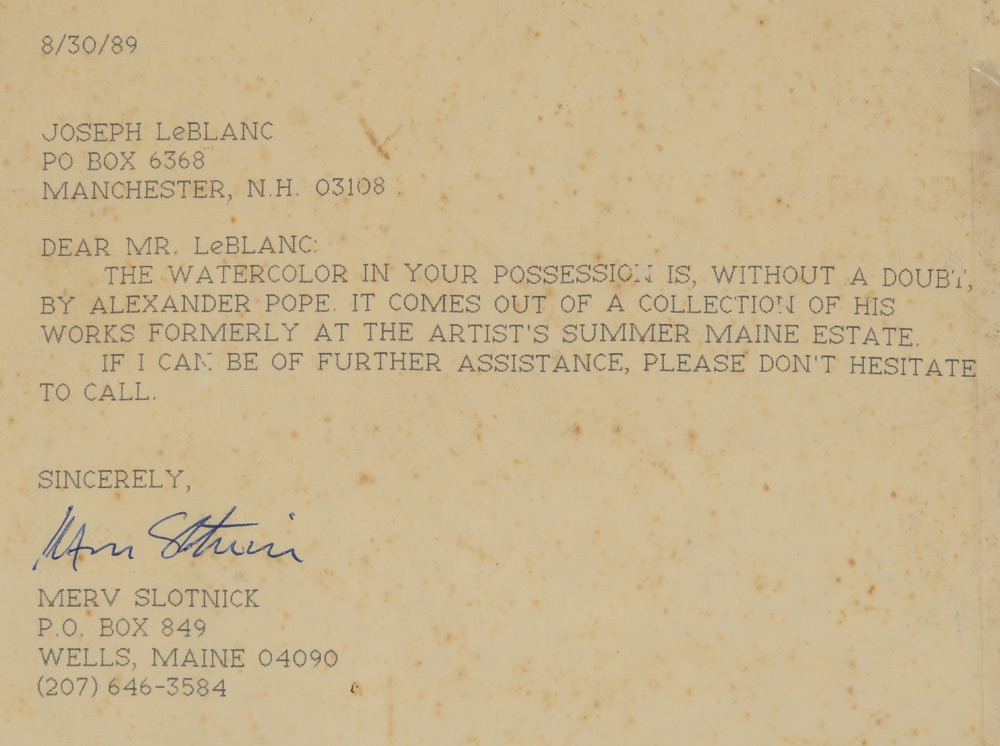 8/30/89
JOSEPH LeBLANC
PO BOX 6368
MANCHESTER, N.H. 03108
DEAR MR. LeBLANC:
THE WATERCOLOR IN YOUR POSSESSION IS, WITHOUT A DOUBT,
BY ALEXANDER POPE. IT COMES OUT OF A COLLECTION OF HIS
WORKS FORMERLY AT THE ARTIST'S SUMMER MAINE ESTATE.
IF I CAN BE OF FURTHER ASSISTANCE, PLEASE DON'T HESITATE
TO CALL.
SINCERELY,
Merv Slotnick
MERV SLOTNICK
P.O. BOX 849
WELLS, MAINE 04090
(207) 646-3584